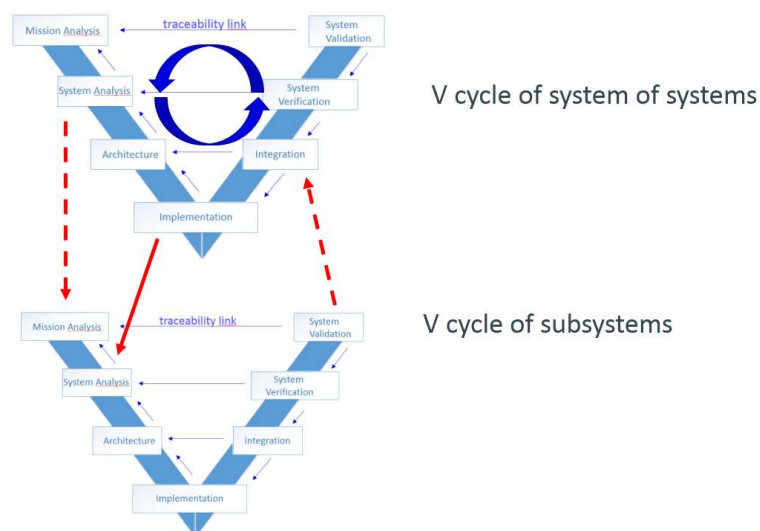 traceability link
System
Validation
Mission Analysis
System Analysis
System
Verification
V cycle of system of systems
Architecture
Integration
Implementation
Mission Analysis
traceability link
System
Validation
V cycle of subsystems
System Analysis
System
Verification
Architecture
Integration
Implementation